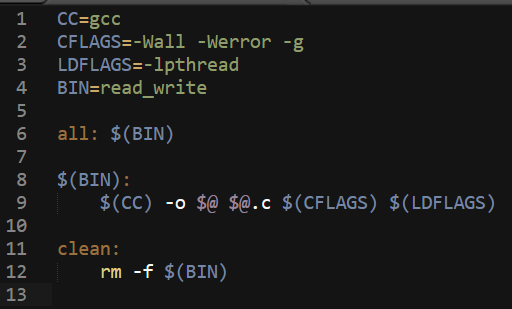 1 CC=gcc
2 CFLAGS=-Wall -Werror -g
3 LDFLAGS=-lpthread
4 BIN=read_write
5
6 all: $(BIN)
7
8 $(BIN):
9     $(CC) -o $@ $@.c $(CFLAGS) $(LDFLAGS)
10
11 clean:
12     rm -f $(BIN)
13